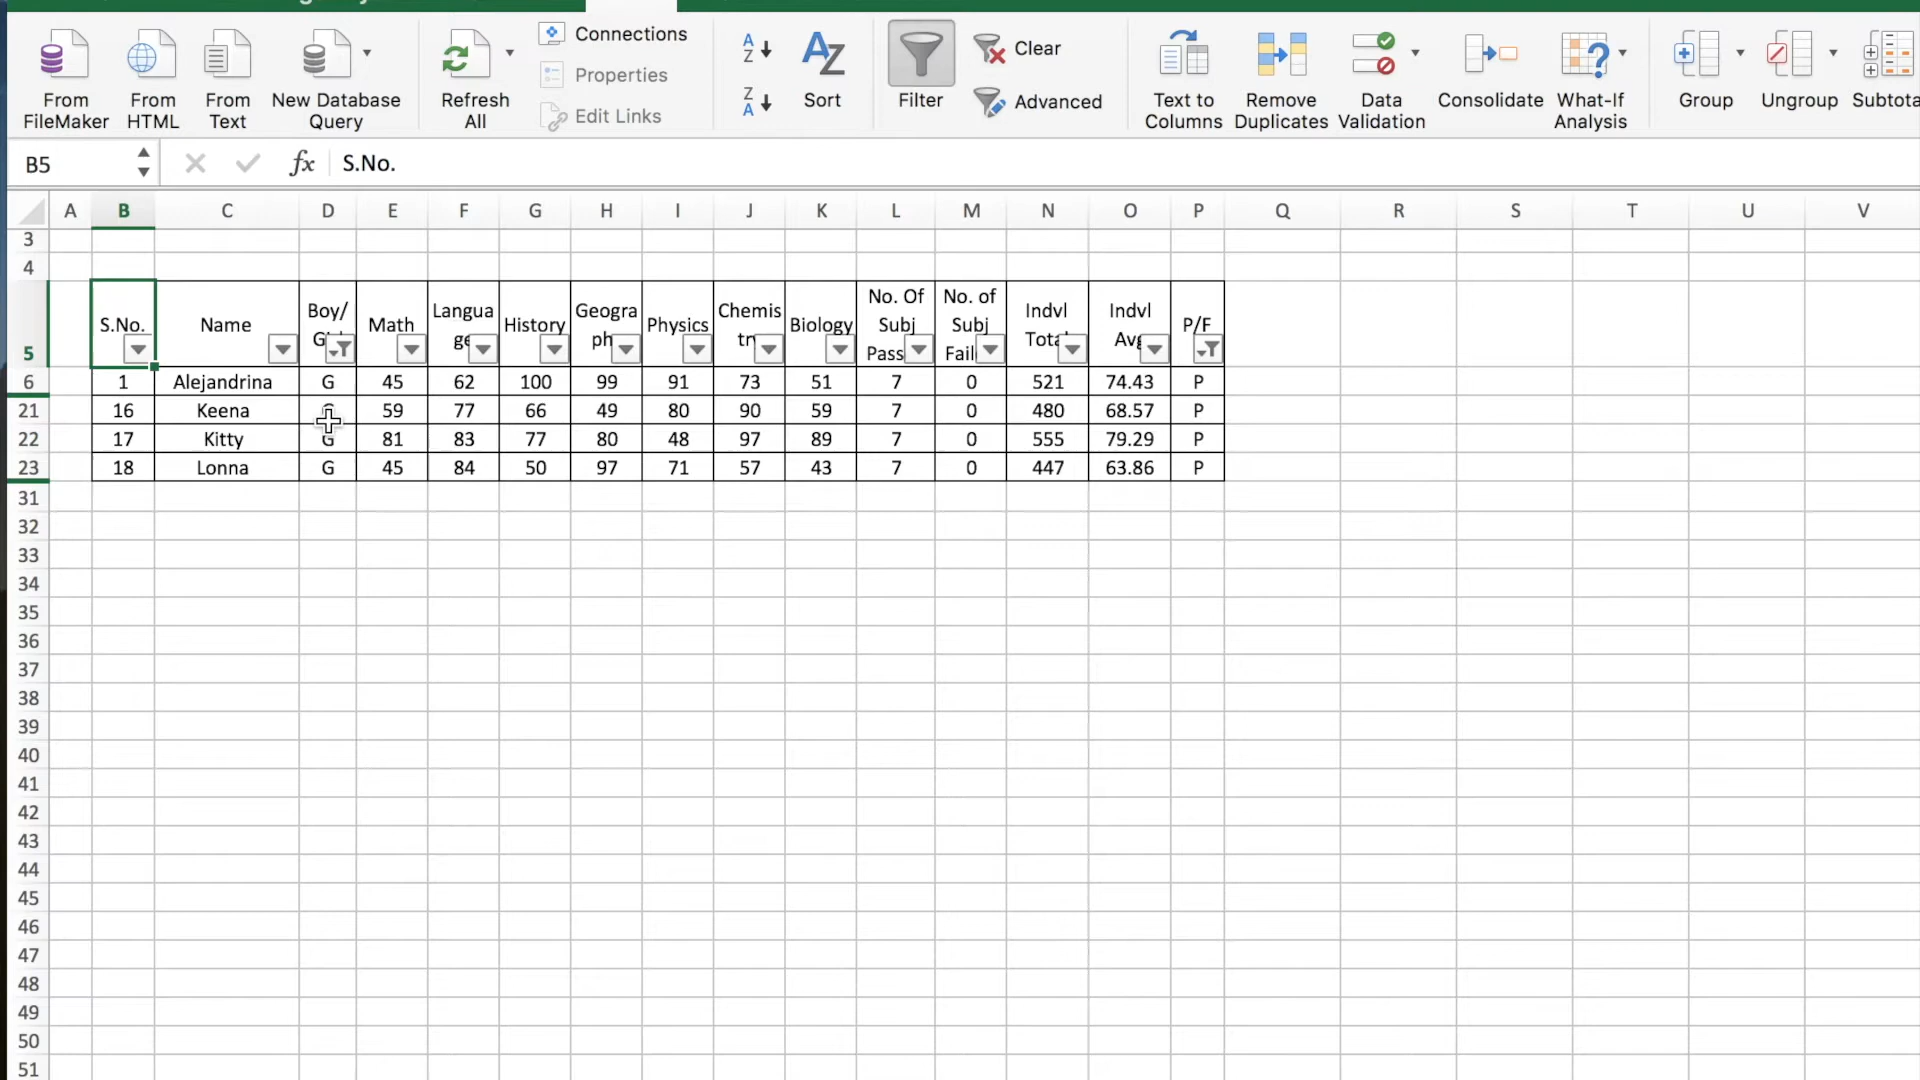 From FileMaker
From HTML
From Text
New Database Query
Refresh All
Connections
Properties
Edit Links
A Z
Z A
AZ
Sort
Filter
Clear
Advanced
Text to Columns
Remove Duplicates
Data Validation
Consolidate
What-If Analysis
Group
Ungroup
Subtota
B5 fx S.No.
A B C D E F G H I J K L M N O P Q R S T U V
3
4
5 S.No. Name Boy/ Math Langua ge History Geogra ph Physics Chemis tr Biology No. Of Subj Pass No. of Subj Fail Indvl Tota Indvl Avg P/F
6 1 Alejandrina G 45 62 100 99 91 73 51 7 0 521 74.43 P
21 16 Keena G 59 77 66 49 80 90 59 7 0 480 68.57 P
22 17 Kitty G 81 83 77 80 48 97 89 7 0 555 79.29 P
23 18 Lonna G 45 84 50 97 71 57 43 7 0 447 63.86 P
31
32
33
34
35
36
37
38
39
40
41
42
43
44
45
46
47
48
49
50
51